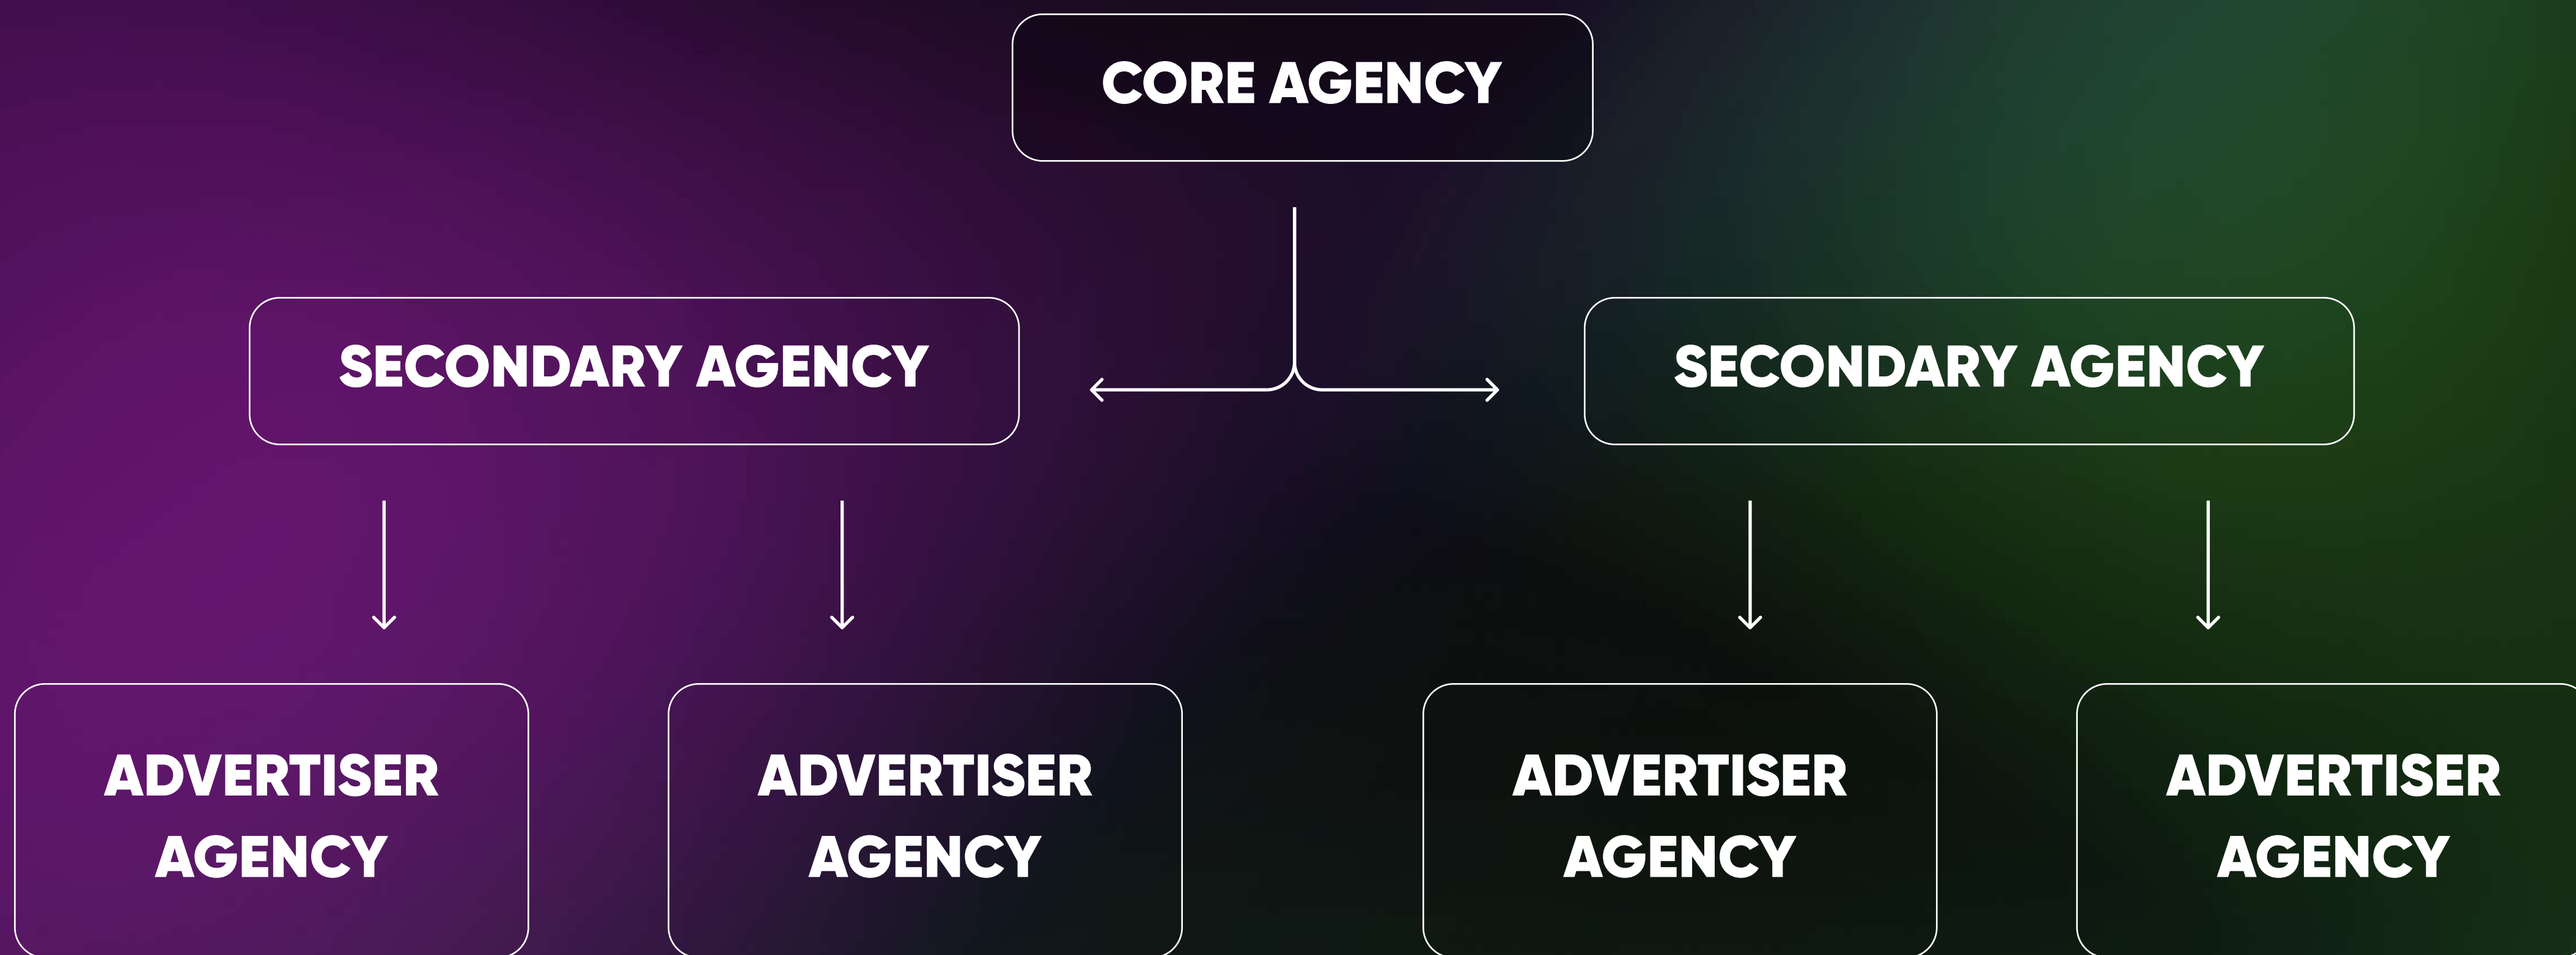 CORE AGENCY
SECONDARY AGENCY
SECONDARY AGENCY
ADVERTISER
AGENCY
ADVERTISER
AGENCY
ADVERTISER
AGENCY
ADVERTISER
AGENCY